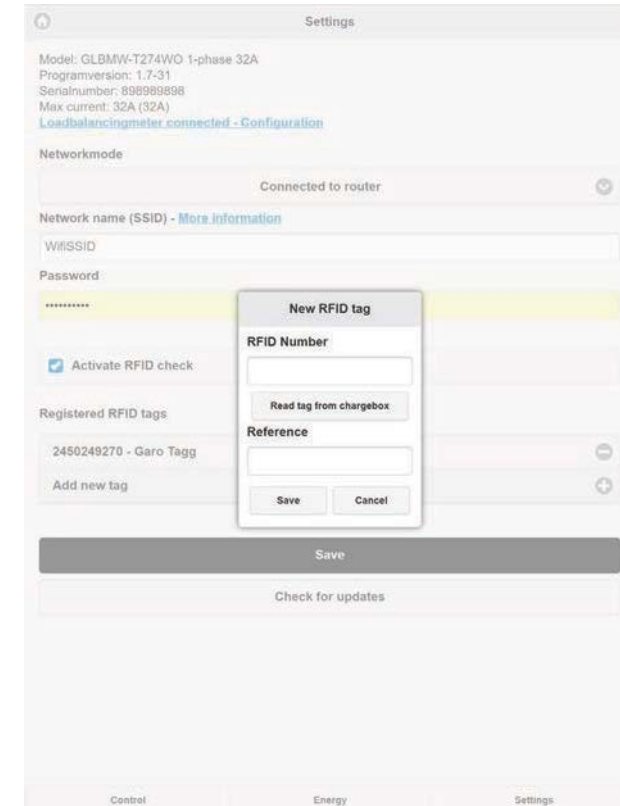 Settings
Model: GLBMW-T274WO 1-phase 32A
Programversion: 1.7-31
Serialnumber: 898989898
Max current: 32A (32A)
Loadbalancingmeter connected - Configuration
Networkmode
Connected to router
Network name (SSID) - More information
WifiSSID
Password
••••••••••
New RFID tag
RFID Number
Activate RFID check
Read tag from chargebox
Registered RFID tags
Reference
2450249270 - Garo Tagg
Add new tag
Save
Cancel
Save
Check for updates
Control
Energy
Settings